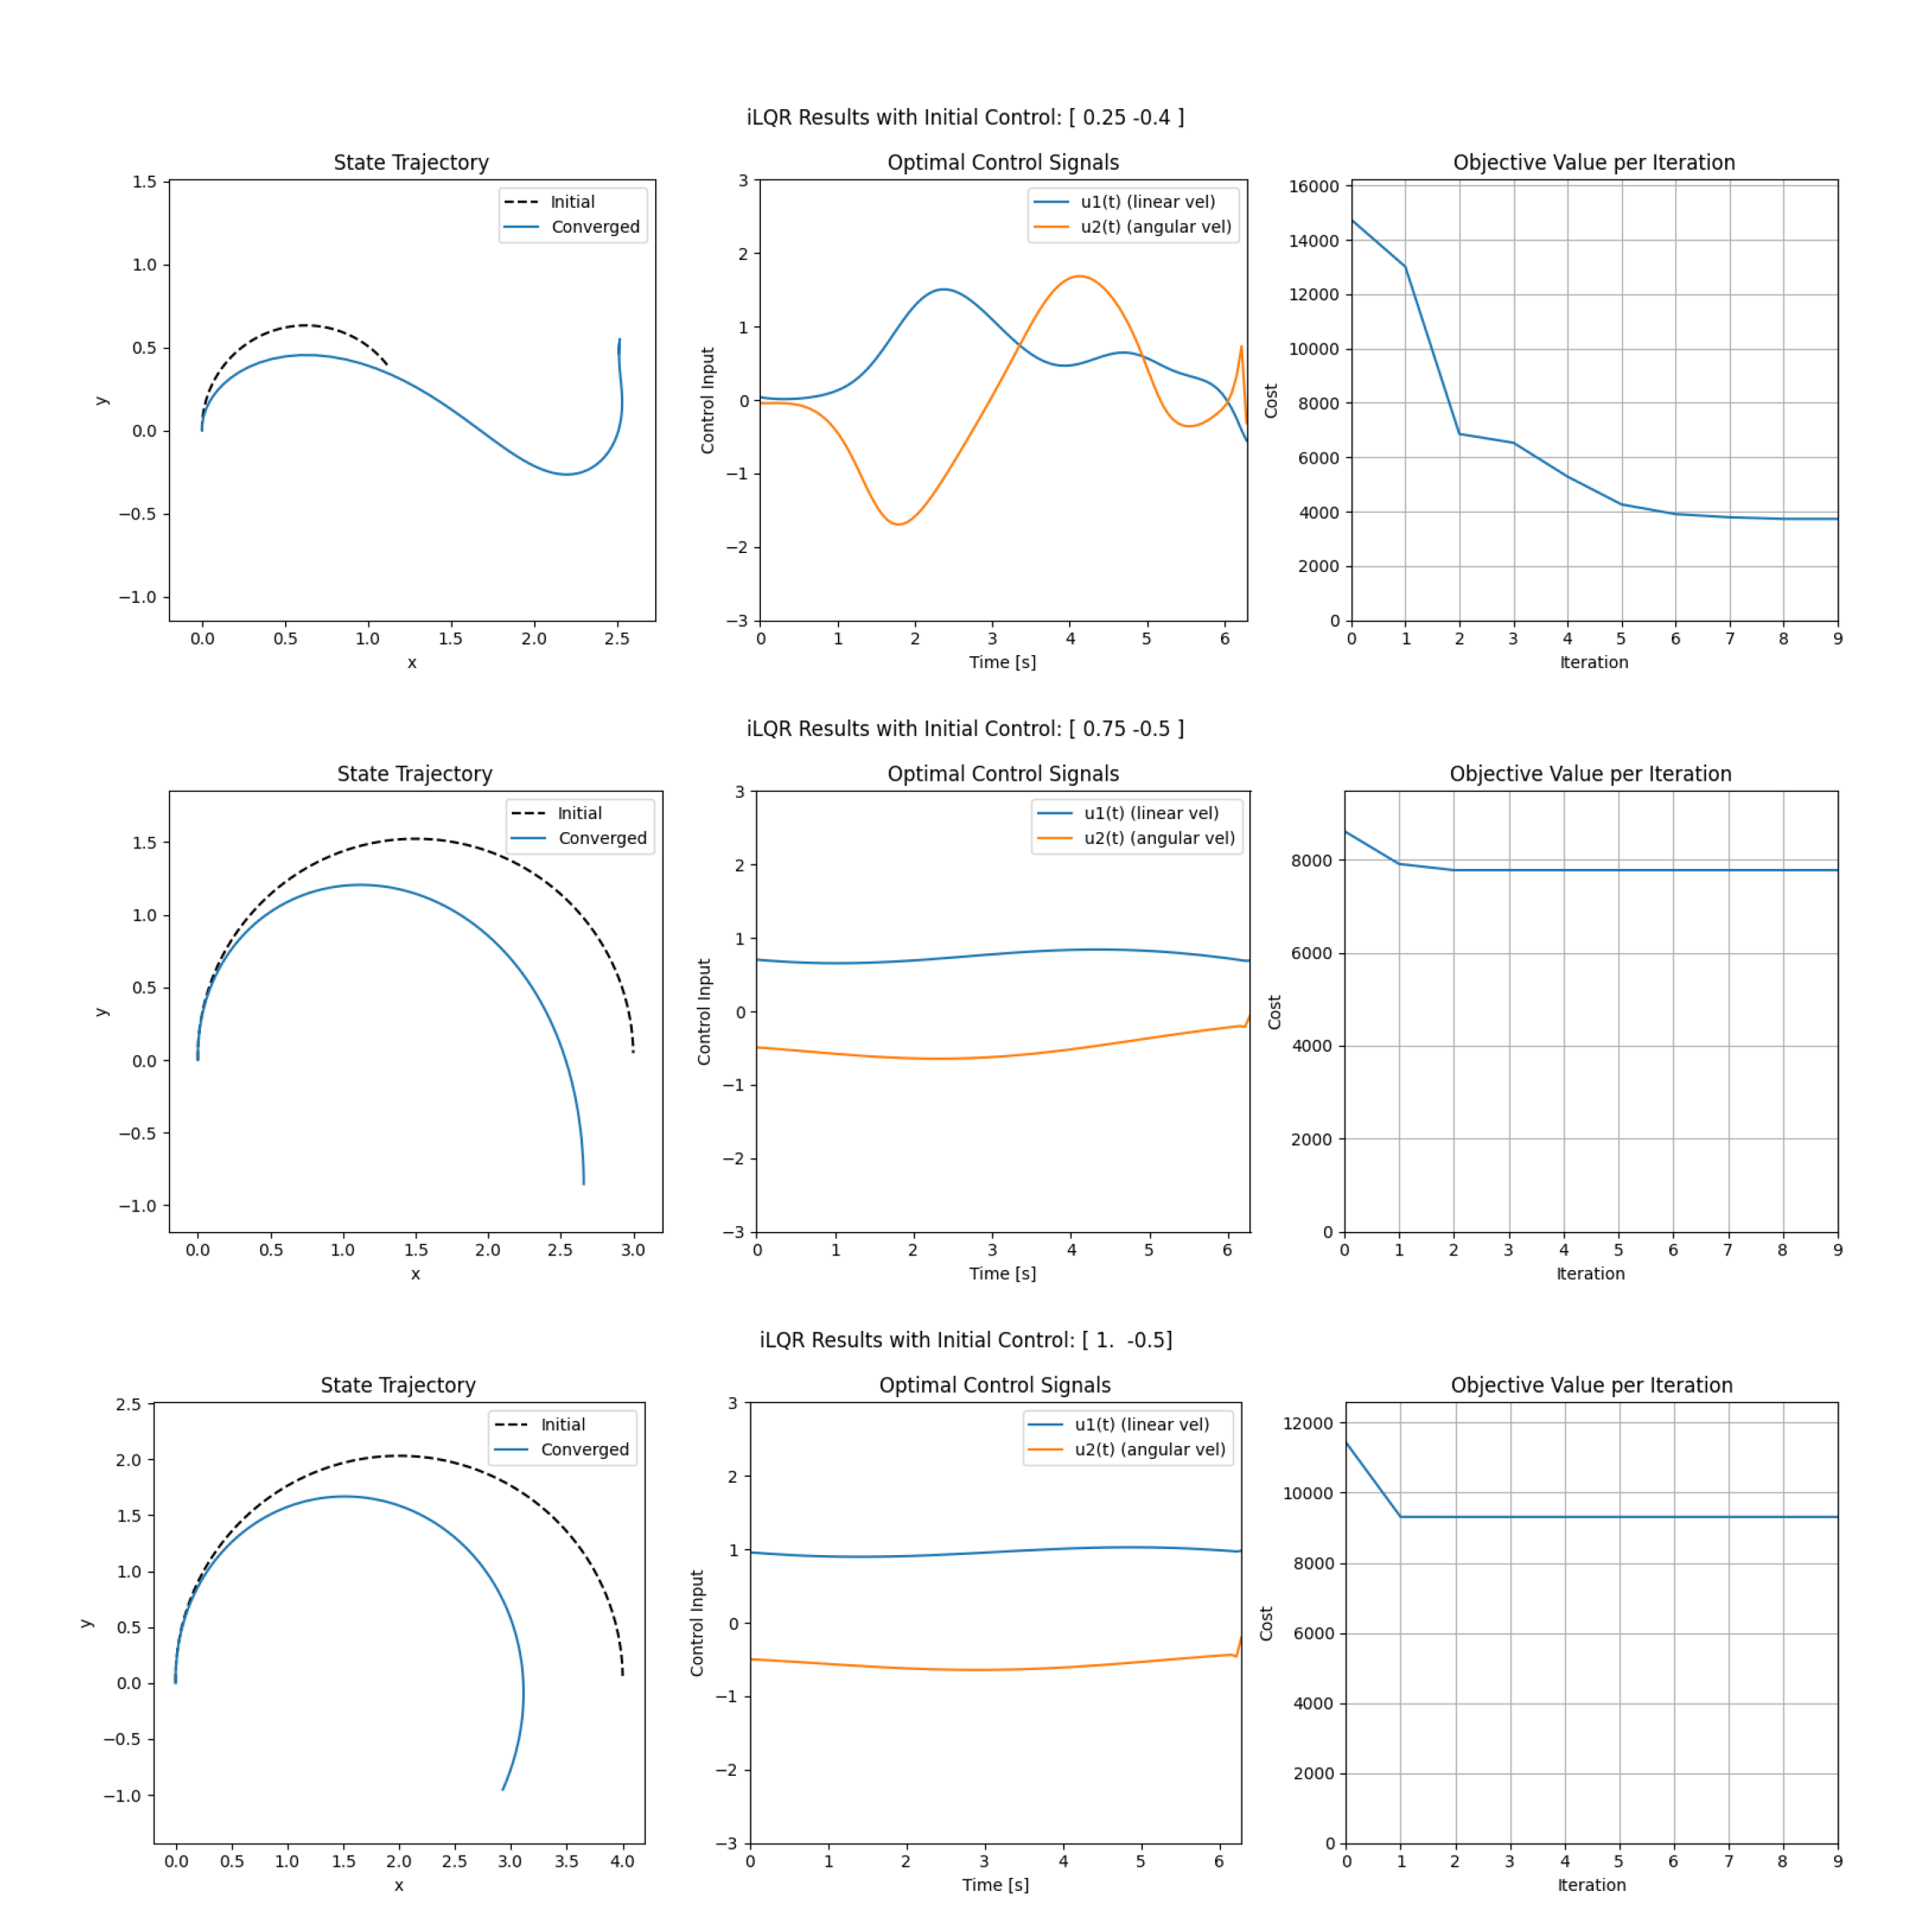 iLQR Results with Initial Control: [ 0.25 -0.4 ]
State Trajectory
Initial
Converged
1.5
1.0
0.5
0.0
−0.5
−1.0
y
0.0 0.5 1.0 1.5 2.0 2.5
x
Optimal Control Signals
u1(t) (linear vel)
u2(t) (angular vel)
3
2
1
0
−1
−2
−3
Control Input
0 1 2 3 4 5 6
Time [s]
Objective Value per Iteration
16000
14000
12000
10000
8000
6000
4000
2000
0
Cost
0 1 2 3 4 5 6 7 8 9
Iteration
iLQR Results with Initial Control: [ 0.75 -0.5 ]
State Trajectory
Initial
Converged
1.5
1.0
0.5
0.0
−0.5
−1.0
y
0.0 0.5 1.0 1.5 2.0 2.5 3.0
x
Optimal Control Signals
u1(t) (linear vel)
u2(t) (angular vel)
3
2
1
0
−1
−2
−3
Control Input
0 1 2 3 4 5 6
Time [s]
Objective Value per Iteration
8000
6000
4000
2000
0
Cost
0 1 2 3 4 5 6 7 8 9
Iteration
iLQR Results with Initial Control: [ 1.  -0.5]
State Trajectory
Initial
Converged
2.5
2.0
1.5
1.0
0.5
0.0
−0.5
−1.0
y
0.0 0.5 1.0 1.5 2.0 2.5 3.0 3.5 4.0
x
Optimal Control Signals
u1(t) (linear vel)
u2(t) (angular vel)
3
2
1
0
−1
−2
−3
Control Input
0 1 2 3 4 5 6
Time [s]
Objective Value per Iteration
12000
10000
8000
6000
4000
2000
0
Cost
0 1 2 3 4 5 6 7 8 9
Iteration